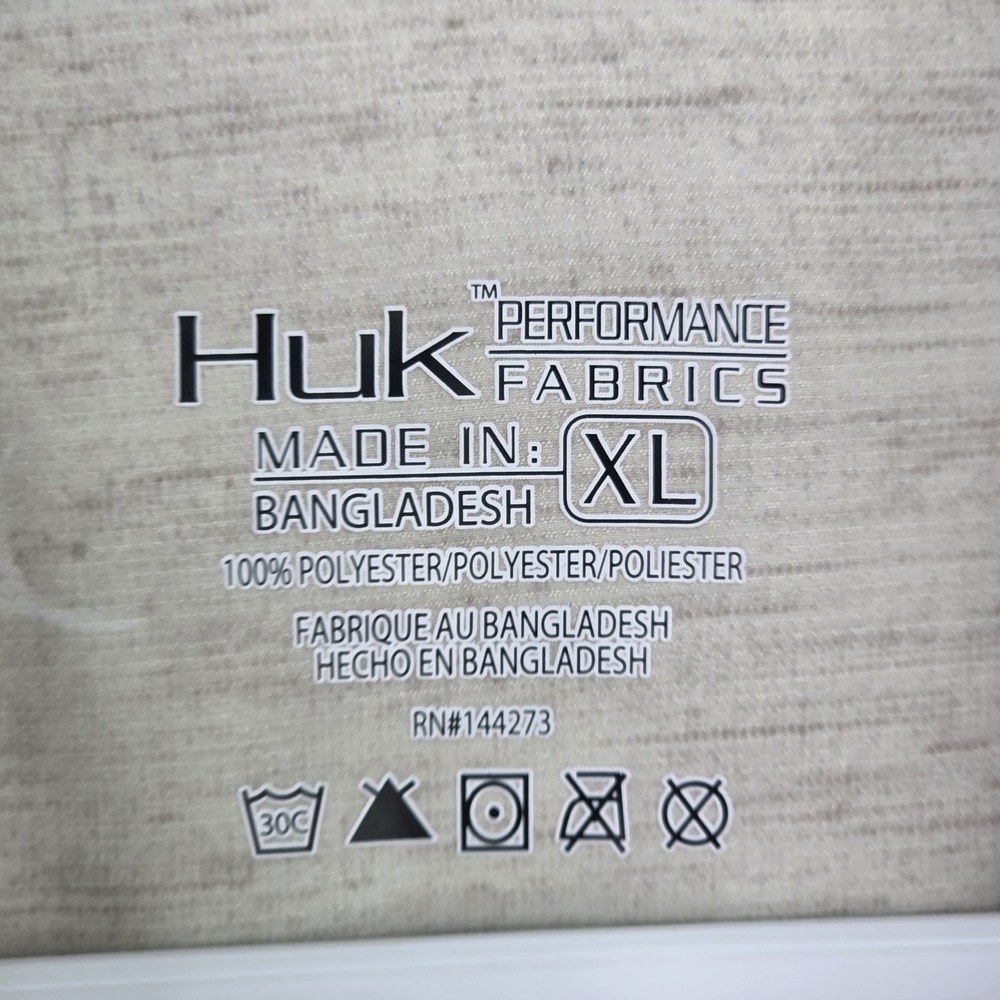 Huk™ PERFORMANCE
FABRICS
MADE IN: XL
BANGLADESH
100% POLYESTER/POLYESTER/POLIESTER
FABRIQUE AU BANGLADESH
HECHO EN BANGLADESH
RN#144273
30C